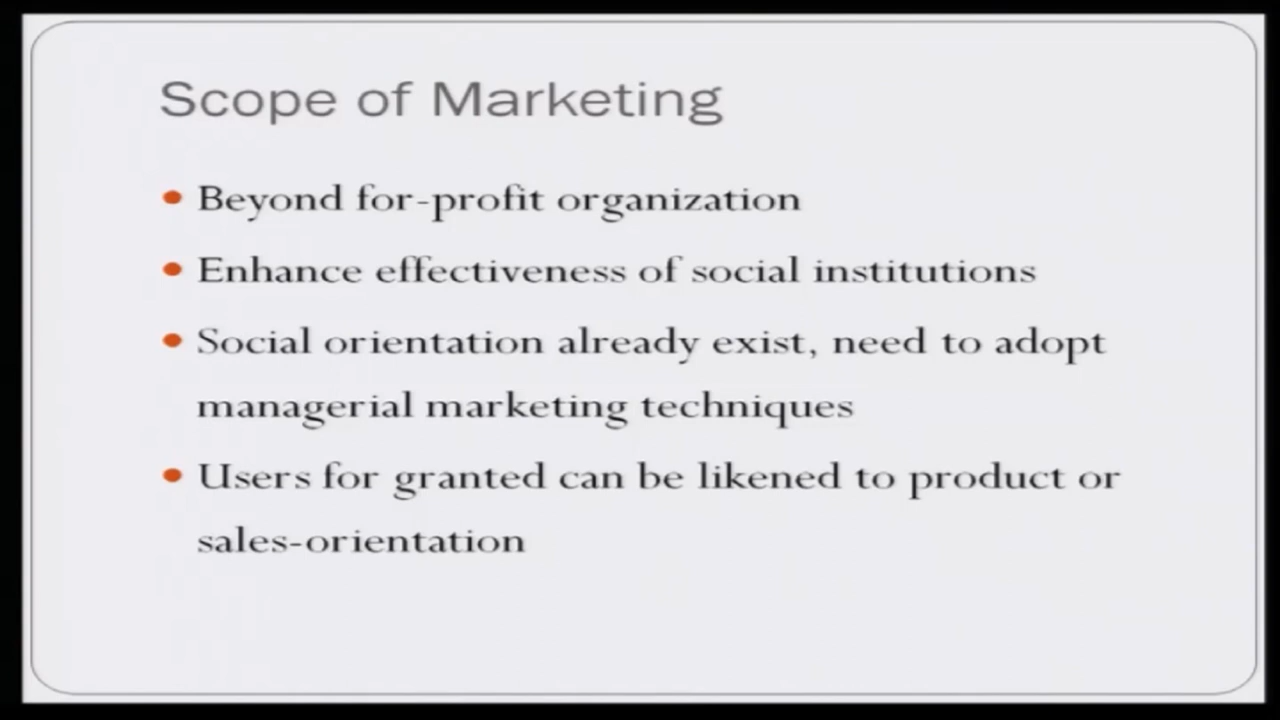 Scope of Marketing
Beyond for-profit organization
Enhance effectiveness of social institutions
Social orientation already exist, need to adopt
managerial marketing techniques
Users for granted can be likened to product or
sales-orientation